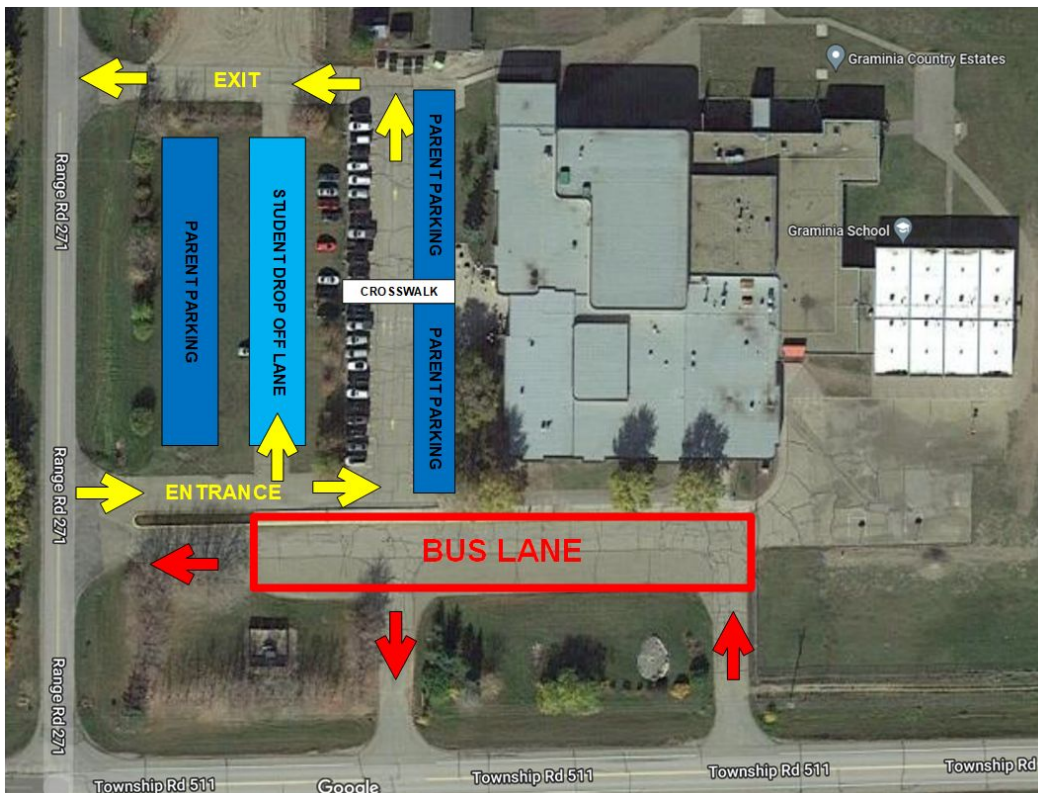 EXIT
Graminia Country Estates
PARENT PARKING
Range Rd 271
PARENT PARKING
STUDENT DROP OFF LANE
Graminia School
CROSSWALK
PARENT PARKING
Range Rd 271
ENTRANCE
BUS LANE
Range Rd 271
Township Rd 511
Google
Township Rd 511
Township Rd 511
Township Rd